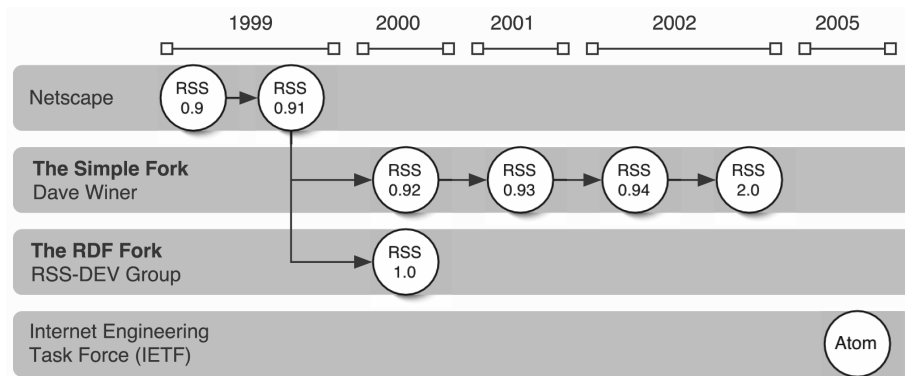 1999 2000 2001 2002 2005
Netscape
RSS
0.9
RSS
0.91
The Simple Fork
Dave Winer
RSS
0.92
RSS
0.93
RSS
0.94
RSS
2.0
The RDF Fork
RSS-DEV Group
RSS
1.0
Internet Engineering
Task Force (IETF)
Atom